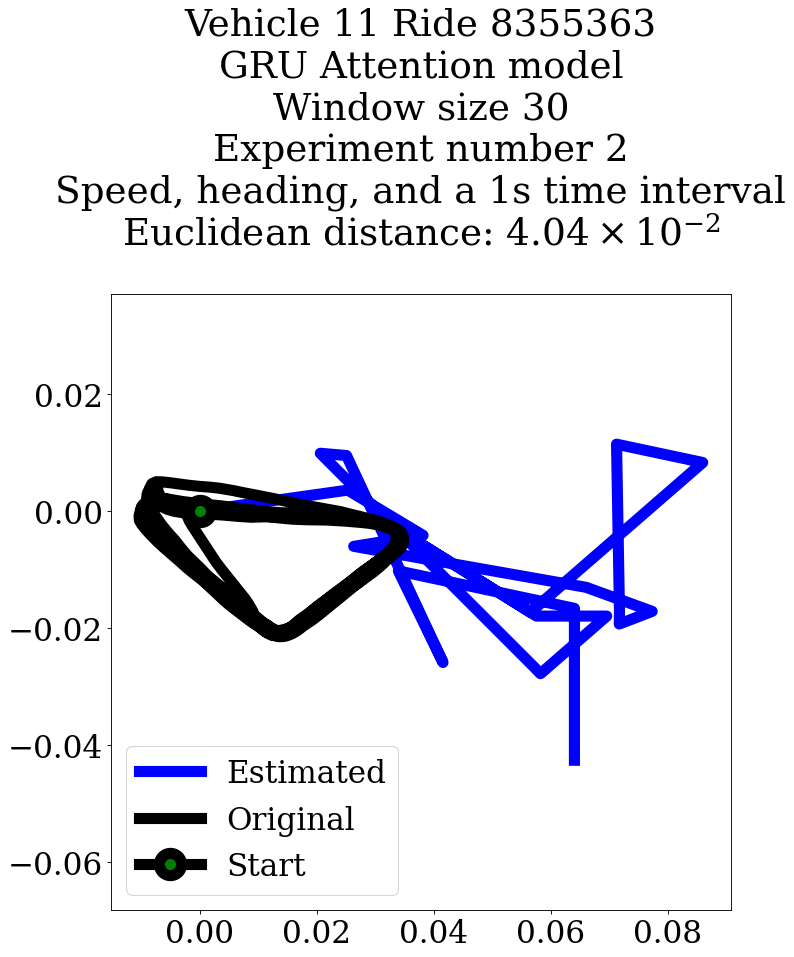 Vehicle 11 Ride 8355363
GRU Attention model
Window size 30
Experiment number 2
Speed, heading, and a 1s time interval
Euclidean distance: 4.04 × 10⁻²
0.02
0.00
−0.02
−0.04
−0.06
Estimated
Original
Start
0.00 0.02 0.04 0.06 0.08